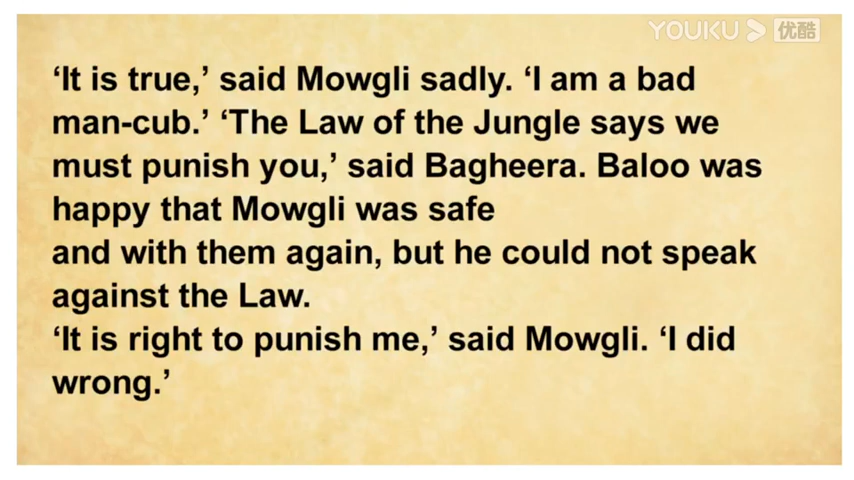 YOUKU 优酷
‘It is true,’ said Mowgli sadly. ‘I am a bad
man-cub.’ ‘The Law of the Jungle says we
must punish you,’ said Bagheera. Baloo was
happy that Mowgli was safe
and with them again, but he could not speak
against the Law.
‘It is right to punish me,’ said Mowgli. ‘I did
wrong.’